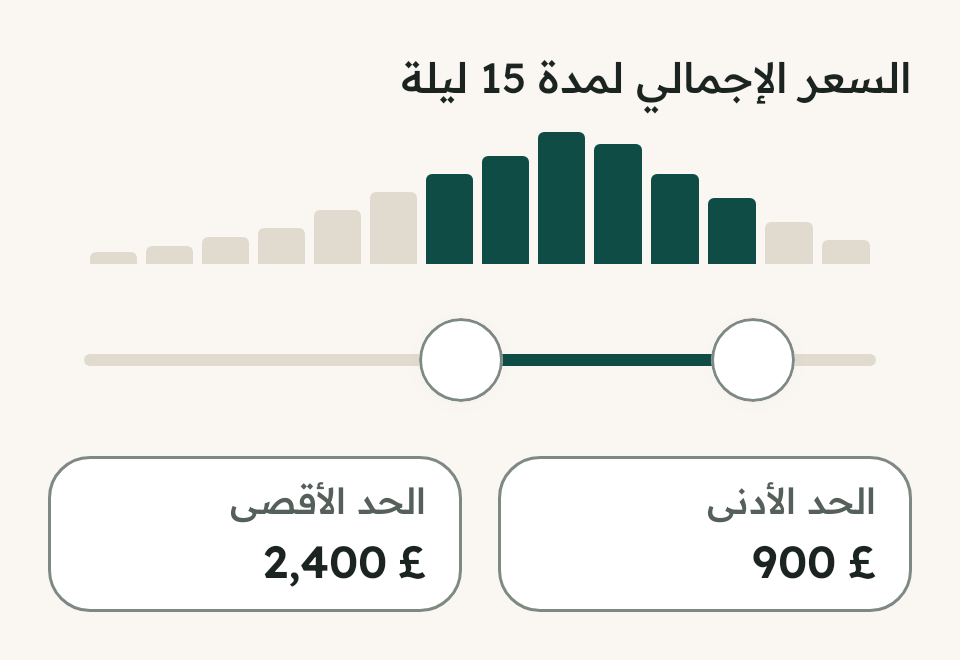 السعر الإجمالي لمدة 15 ليلة
الحد الأدنى
£ 900
الحد الأقصى
£ 2,400